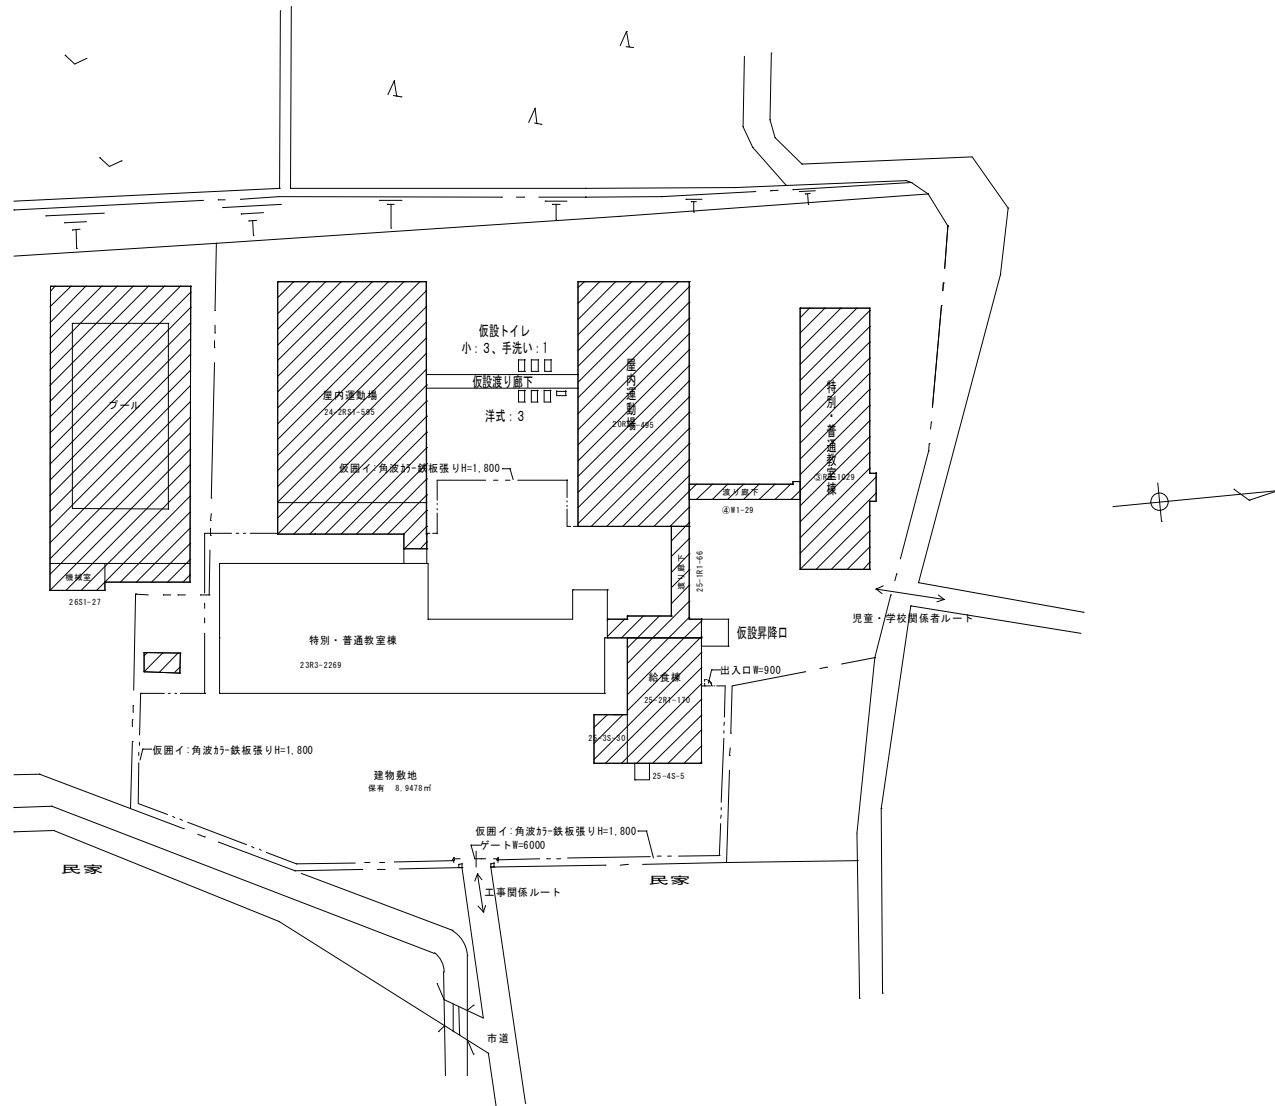 仮設トイレ
小：3、手洗い：1
仮設渡り廊下
洋式：3
プール
屋内運動場
24-2RS1-595
屋内運動場
特別・普通教室棟
仮囲イ：角波ｶﾗｰ鉄板張りH=1,800
渡り廊下
④W1-29
渡り廊下
25-1R1-66
機械室
26S1-27
児童・学校関係者ルート
仮設昇降口
特別・普通教室棟
23R3-2269
出入口W=900
給食棟
25-2R1-170
25-3S-30
25-4S-5
仮囲イ：角波ｶﾗｰ鉄板張りH=1,800
建物敷地
保有　8,9478㎡
仮囲イ：角波ｶﾗｰ鉄板張りH=1,800
ゲートW=6000
民家
民家
工事関係ルート
市道